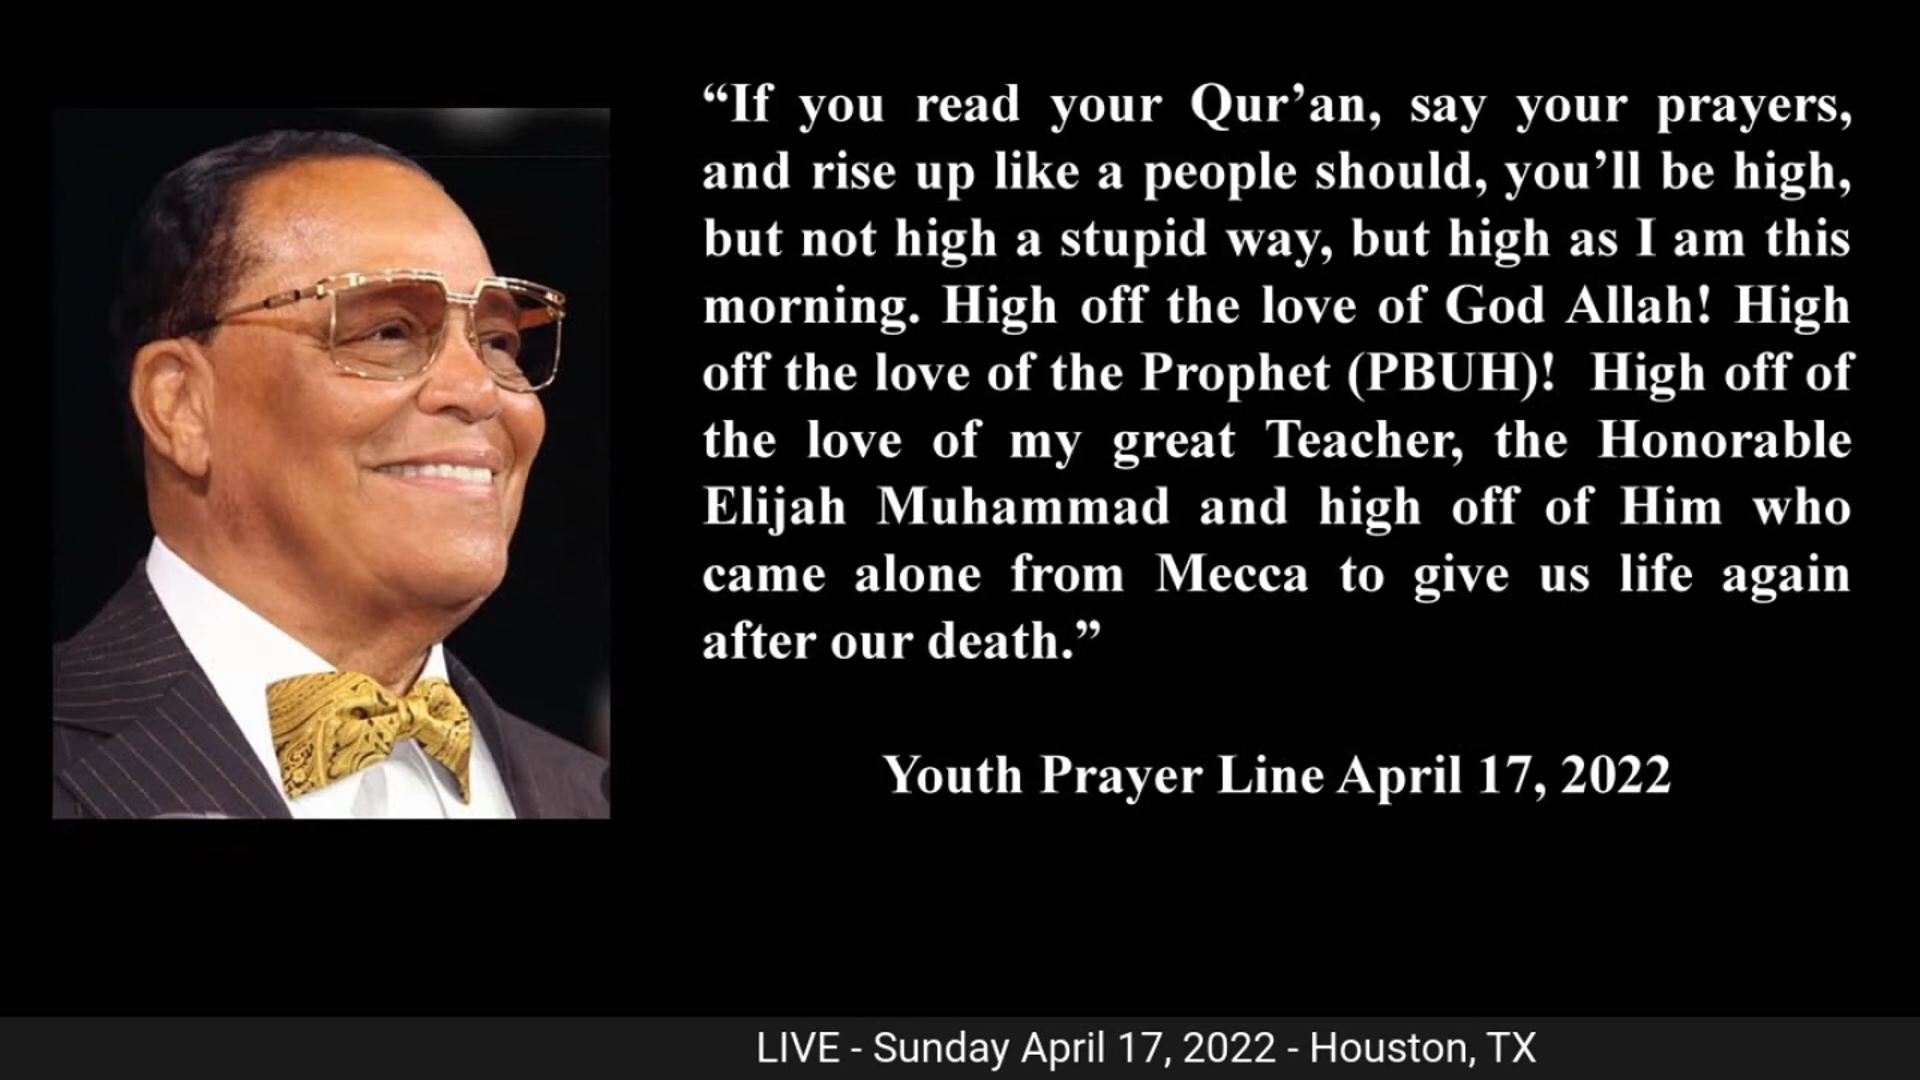 “If you read your Qur’an, say your prayers,
and rise up like a people should, you’ll be high,
but not high a stupid way, but high as I am this
morning. High off the love of God Allah! High
off the love of the Prophet (PBUH)! High off of
the love of my great Teacher, the Honorable
Elijah Muhammad and high off of Him who
came alone from Mecca to give us life again
after our death.”
Youth Prayer Line April 17, 2022
LIVE - Sunday April 17, 2022 - Houston, TX